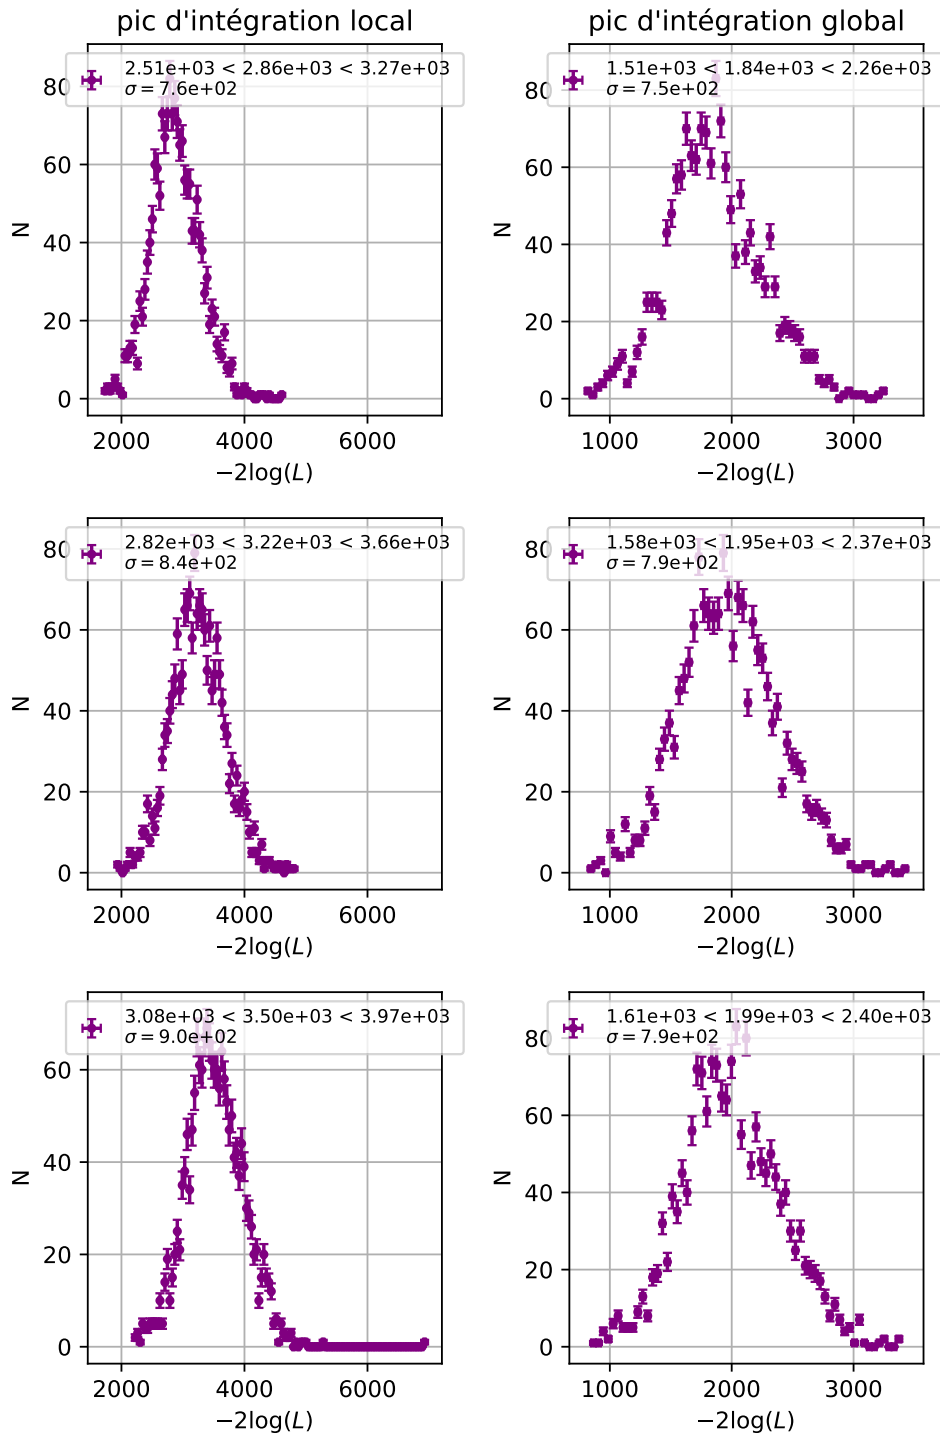 pic d'intégration local
pic d'intégration global
2.51e+03 < 2.86e+03 < 3.27e+03
σ = 7.6e+02
80
60
40
20
0
N
2000 4000 6000
−2log(L)
1.51e+03 < 1.84e+03 < 2.26e+03
σ = 7.5e+02
80
60
40
20
0
N
1000 2000 3000
−2log(L)
2.82e+03 < 3.22e+03 < 3.66e+03
σ = 8.4e+02
80
60
40
20
0
N
2000 4000 6000
−2log(L)
1.58e+03 < 1.95e+03 < 2.37e+03
σ = 7.9e+02
80
60
40
20
0
N
1000 2000 3000
−2log(L)
3.08e+03 < 3.50e+03 < 3.97e+03
σ = 9.0e+02
60
40
20
0
N
2000 4000 6000
−2log(L)
1.61e+03 < 1.99e+03 < 2.40e+03
σ = 7.9e+02
80
60
40
20
0
N
1000 2000 3000
−2log(L)